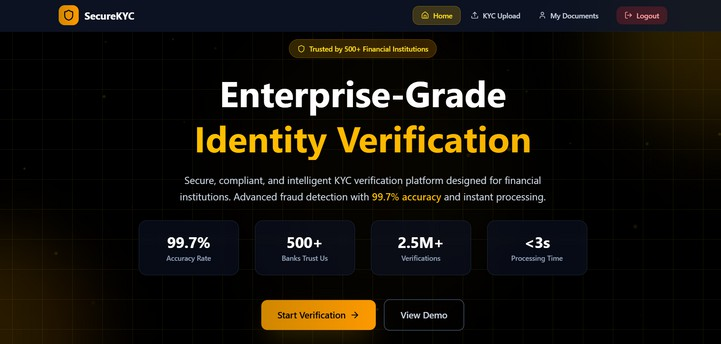 SecureKYC
Home
KYC Upload
My Documents
Logout
Trusted by 500+ Financial Institutions
Enterprise-Grade
Identity Verification
Secure, compliant, and intelligent KYC verification platform designed for financial
institutions. Advanced fraud detection with 99.7% accuracy and instant processing.
99.7%
Accuracy Rate
500+
Banks Trust Us
2.5M+
Verifications
<3s
Processing Time
Start Verification →
View Demo